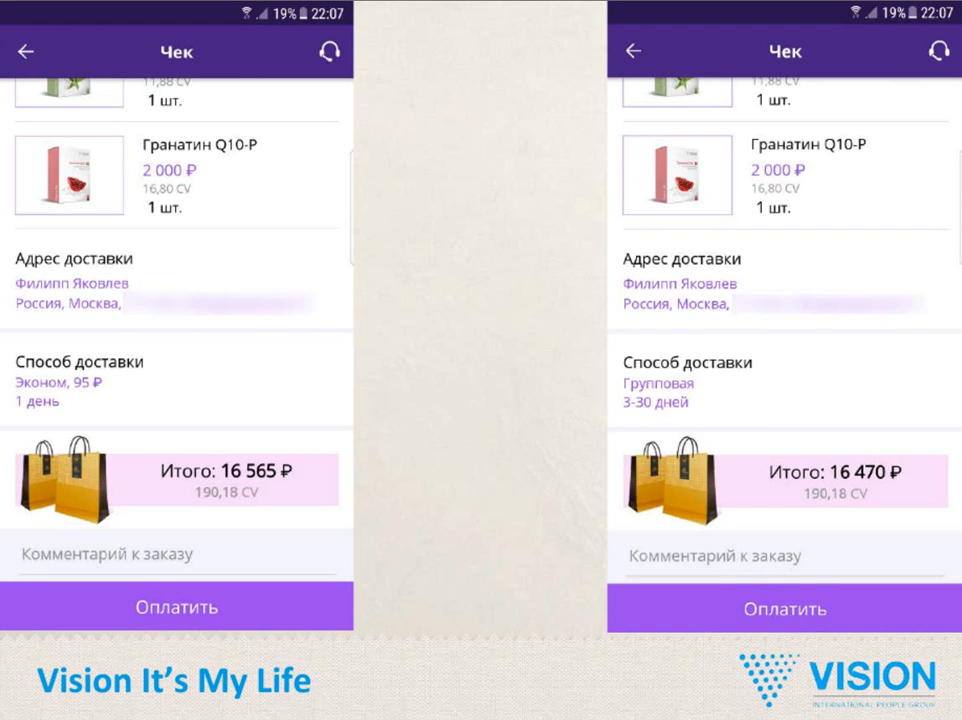 19% 22:07
Чек
11,88 CV
1 шт.
Гранатин Q10-P
2 000 ₽
16,80 CV
1 шт.
Адрес доставки
Филипп Яковлев
Россия, Москва,
Способ доставки
Эконом, 95 ₽
1 день
Итого: 16 565 ₽
190,18 CV
Комментарий к заказу
Оплатить
19% 22:07
Чек
11,88 CV
1 шт.
Гранатин Q10-P
2 000 ₽
16,80 CV
1 шт.
Адрес доставки
Филипп Яковлев
Россия, Москва,
Способ доставки
Групповая
3-30 дней
Итого: 16 470 ₽
190,18 CV
Комментарий к заказу
Оплатить
Vision It’s My Life
VISION
INTERNATIONAL PEOPLE GROUP